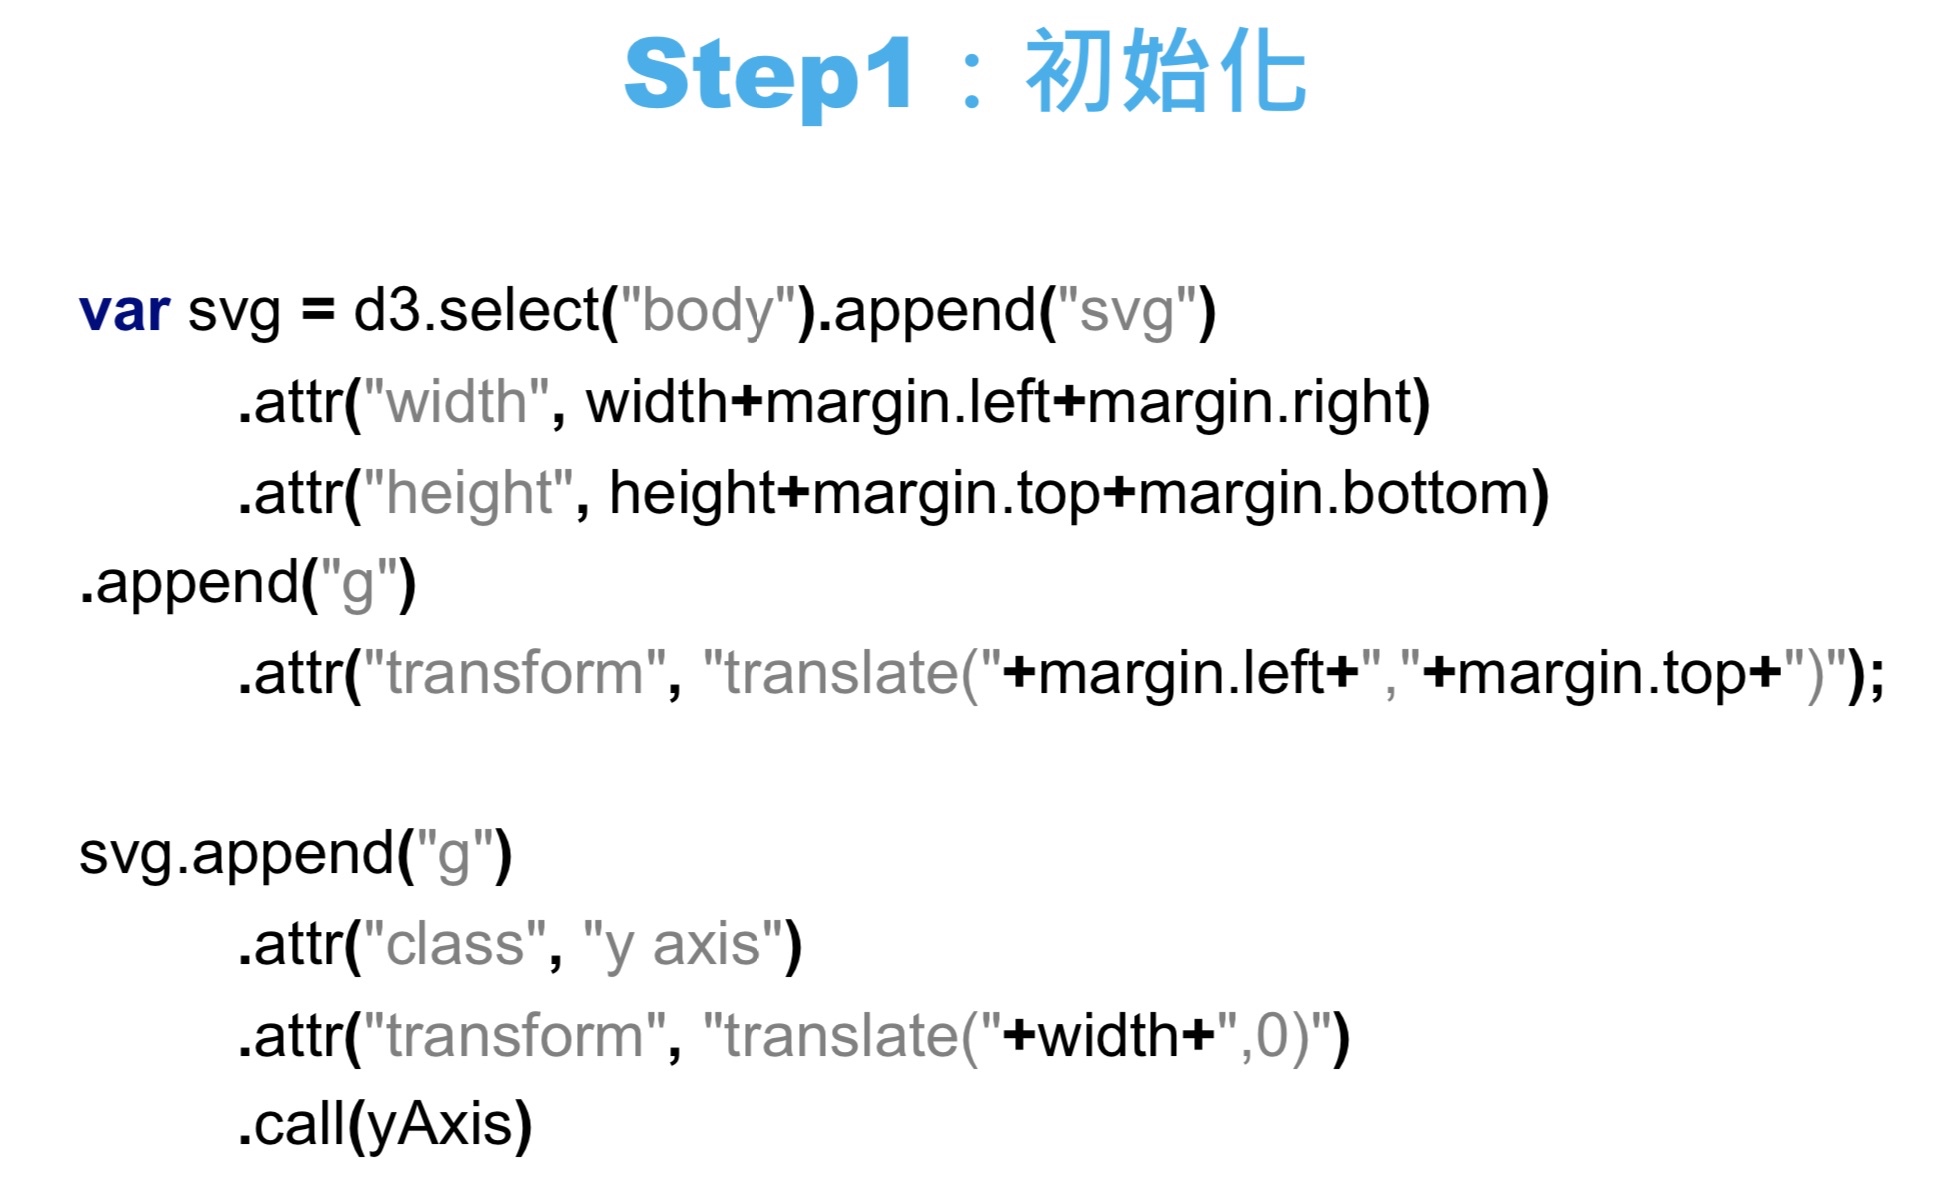 Step1：初始化
var svg = d3.select("body").append("svg")
.attr("width", width+margin.left+margin.right)
.attr("height", height+margin.top+margin.bottom)
.append("g")
.attr("transform", "translate("+margin.left+","+margin.top+")");
svg.append("g")
.attr("class", "y axis")
.attr("transform", "translate("+width+",0)")
.call(yAxis)